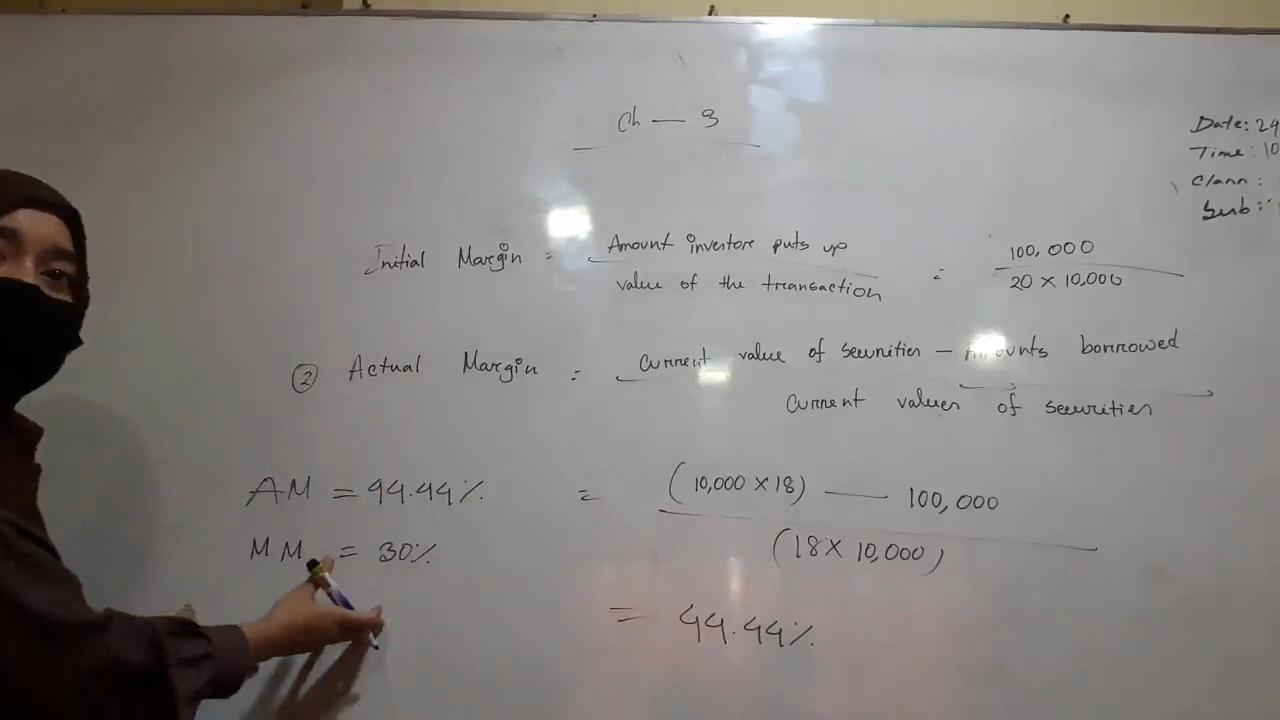 Ch — 3
Date: 24
Time: 10
Clann:
Sub:
Initial Margin = Amount investore puts up / value of the transaction = 100,000 / 20 × 10,000
② Actual Margin = Current value of securities — Amounts borrowed / Current values of securities
AM = 44.44% = (10,000 × 18) — 100,000 / (18 × 10,000)
MM = 30%
= 44.44%